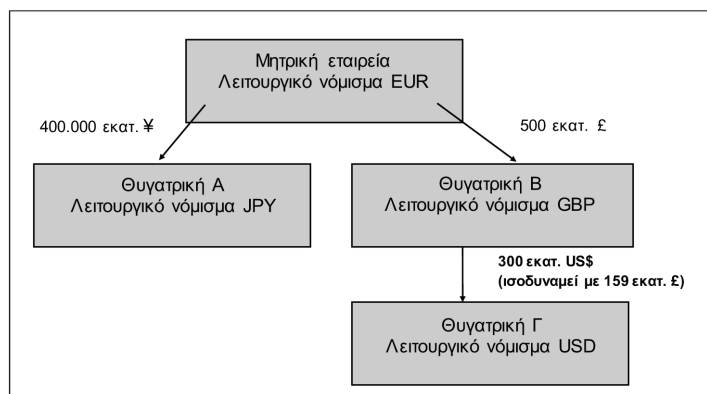 Μητρική εταιρεία
Λειτουργικό νόμισμα EUR
400.000 εκατ. ¥
500 εκατ. £
Θυγατρική Α
Λειτουργικό νόμισμα JPY
Θυγατρική Β
Λειτουργικό νόμισμα GBP
300 εκατ. US$
(ισοδυναμεί με 159 εκατ. £)
Θυγατρική Γ
Λειτουργικό νόμισμα USD